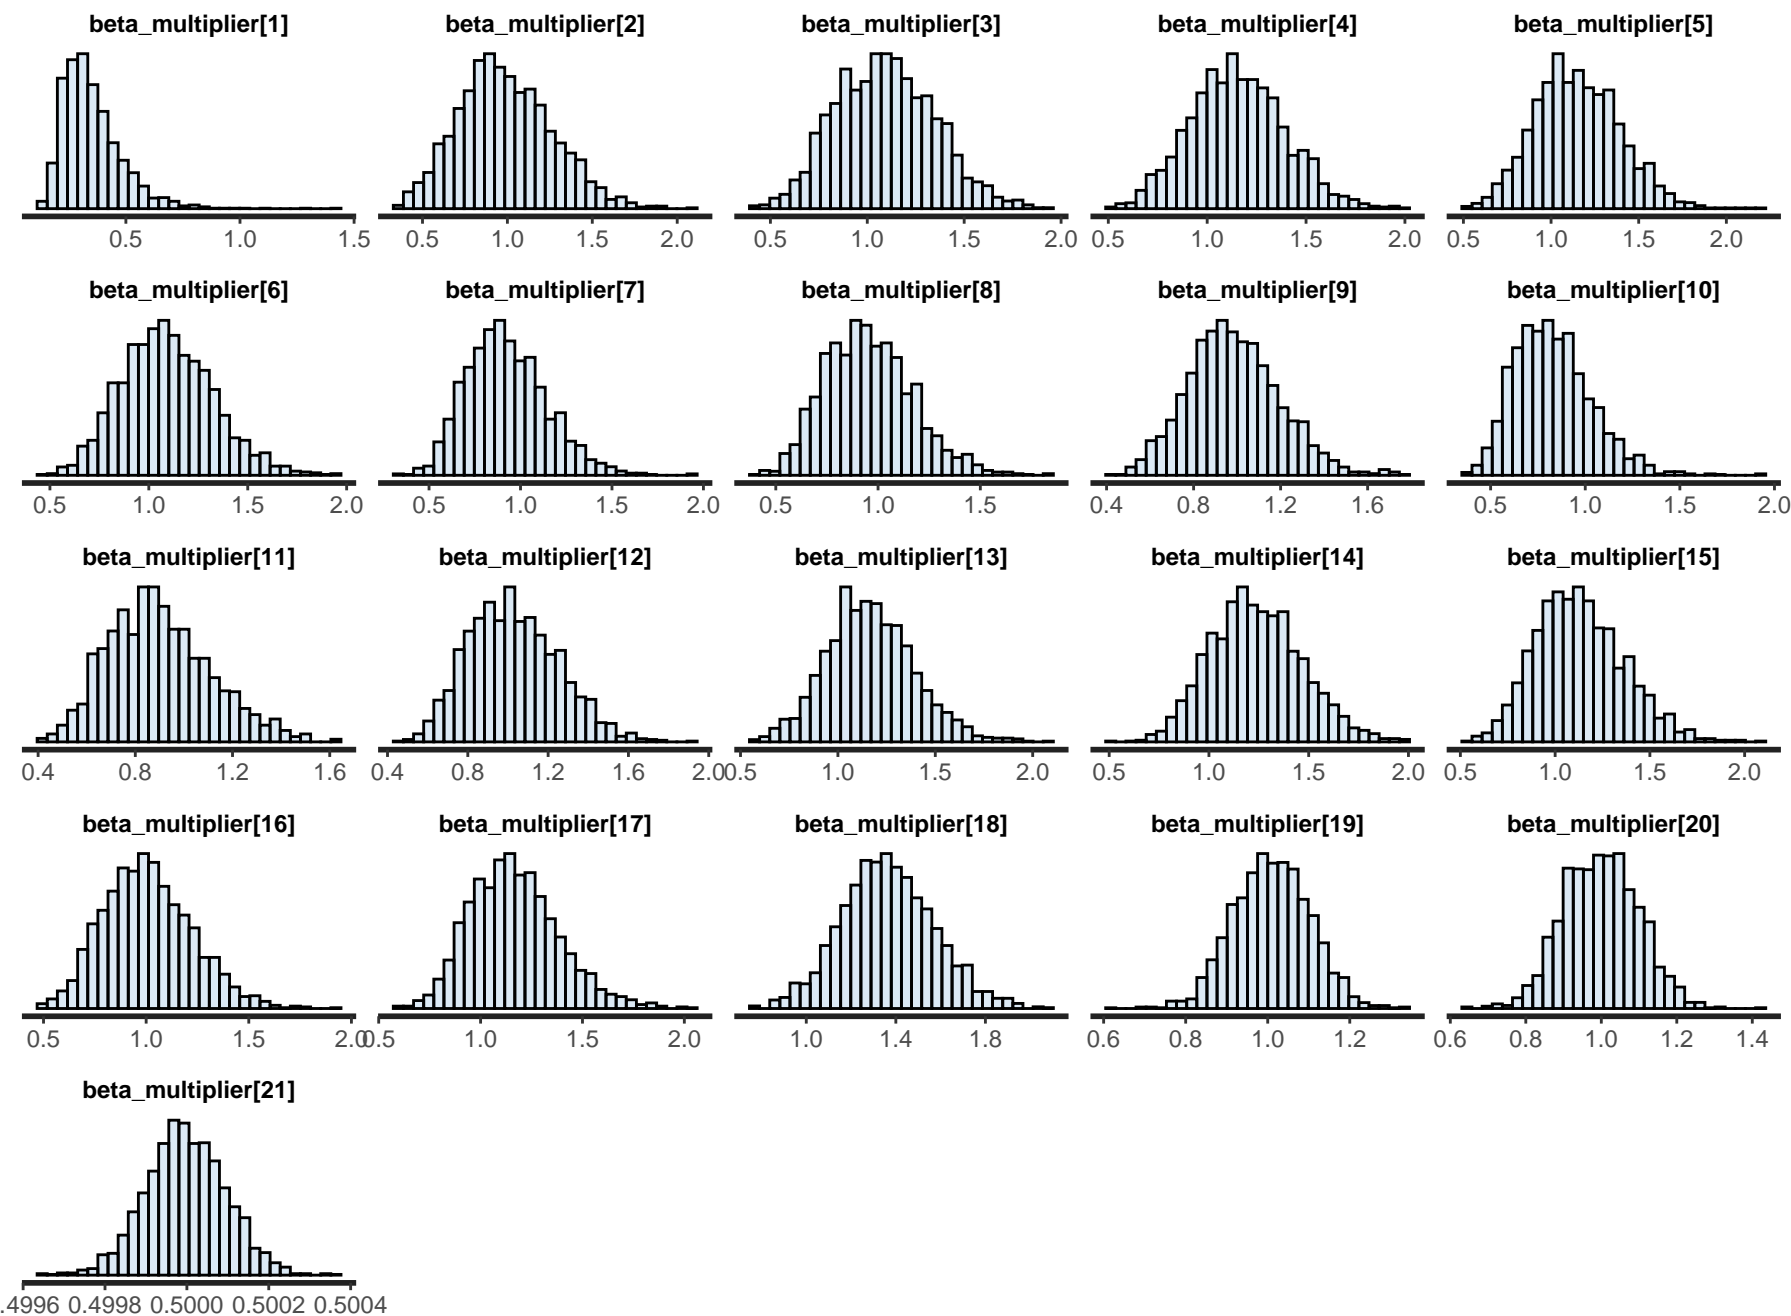 beta_multiplier[1] beta_multiplier[2] beta_multiplier[3] beta_multiplier[4] beta_multiplier[5]
0.5 1.0 1.5 0.5 1.0 1.5 2.0 0.5 1.0 1.5 2.0 0.5 1.0 1.5 2.0 0.5 1.0 1.5 2.0
beta_multiplier[6] beta_multiplier[7] beta_multiplier[8] beta_multiplier[9] beta_multiplier[10]
0.5 1.0 1.5 2.0 0.5 1.0 1.5 2.0 0.5 1.0 1.5 0.4 0.8 1.2 1.6 0.5 1.0 1.5 2.0
beta_multiplier[11] beta_multiplier[12] beta_multiplier[13] beta_multiplier[14] beta_multiplier[15]
0.4 0.8 1.2 1.6 0.4 0.8 1.2 1.6 2.0 0.5 1.0 1.5 2.0 0.5 1.0 1.5 2.0 0.5 1.0 1.5 2.0
beta_multiplier[16] beta_multiplier[17] beta_multiplier[18] beta_multiplier[19] beta_multiplier[20]
0.5 1.0 1.5 2.0 0.5 1.0 1.5 2.0 1.0 1.4 1.8 0.6 0.8 1.0 1.2 0.6 0.8 1.0 1.2 1.4
beta_multiplier[21]
.4996 0.4998 0.5000 0.5002 0.5004